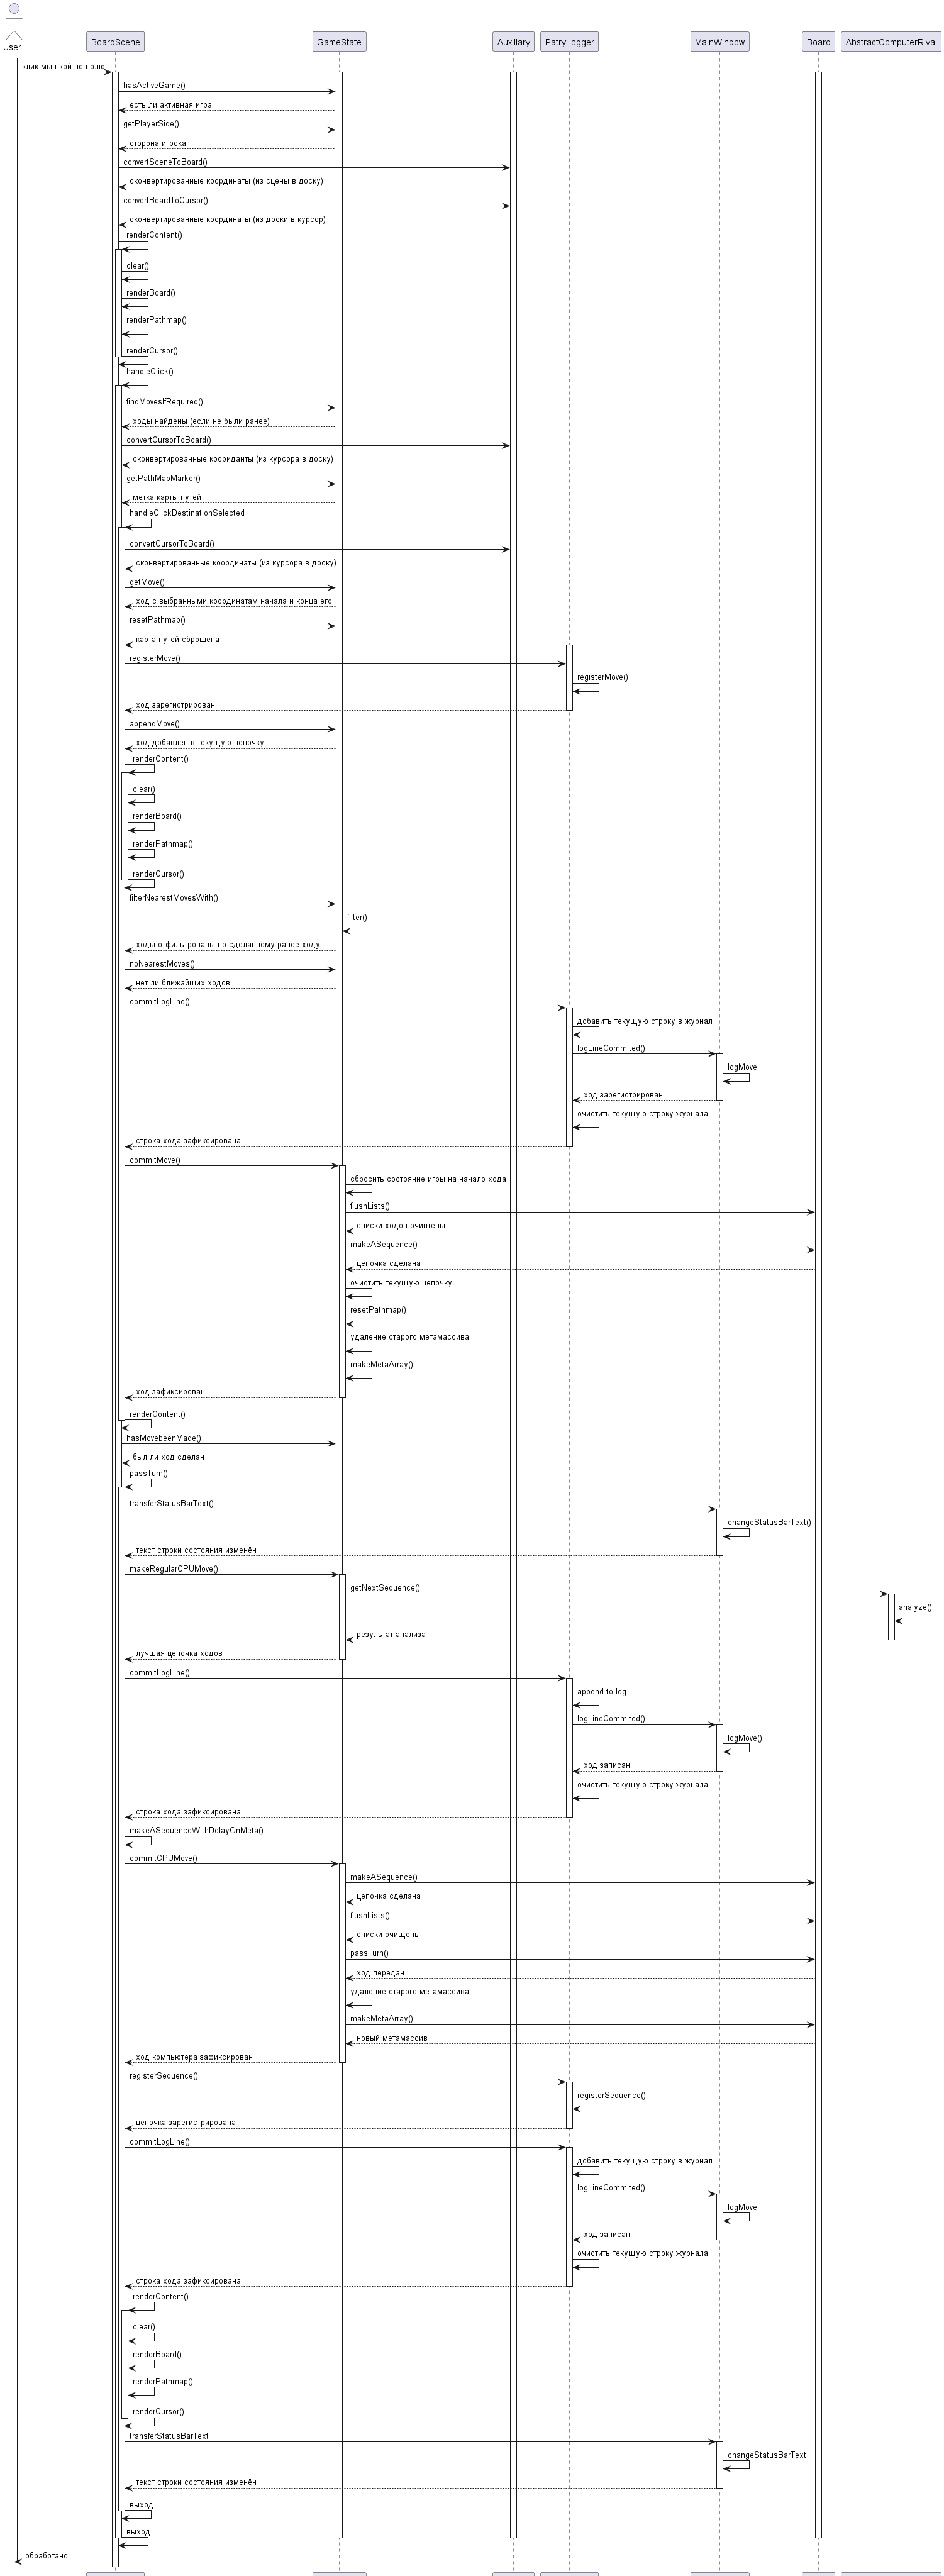 User
BoardScene
GameState
Auxiliary
PatryLogger
MainWindow
Board
AbstractComputerRival
клик мышкой по полю
hasActiveGame()
есть ли активная игра
getPlayerSide()
сторона игрока
convertSceneToBoard()
сконвертированные координаты (из сцены в доску)
convertBoardToCursor()
сконвертированные координаты (из доски в курсор)
renderContent()
clear()
renderBoard()
renderPathmap()
renderCursor()
handleClick()
findMovesIfRequired()
ходы найдены (если не были ранее)
convertCursorToBoard()
сконвертированные коориданты (из курсора в доску)
getPathMapMarker()
метка карты путей
handleClickDestinationSelected
convertCursorToBoard()
сконвертированные координаты (из курсора в доску)
getMove()
ход с выбранными координатам начала и конца его
resetPathmap()
карта путей сброшена
registerMove()
registerMove()
ход зарегистрирован
appendMove()
ход добавлен в текущую цепочку
renderContent()
clear()
renderBoard()
renderPathmap()
renderCursor()
filterNearestMovesWith()
filter()
ходы отфильтрованы по сделанному ранее ходу
noNearestMoves()
нет ли ближайших ходов
commitLogLine()
добавить текущую строку в журнал
logLineCommited()
logMove
ход зарегистрирован
очистить текущую строку журнала
строка хода зафиксирована
commitMove()
сбросить состояние игры на начало хода
flushLists()
списки ходов очищены
makeASequence()
цепочка сделана
очистить текущую цепочку
resetPathmap()
удаление старого метамассива
makeMetaArray()
ход зафиксирован
renderContent()
hasMovebeenMade()
был ли ход сделан
passTurn()
transferStatusBarText()
changeStatusBarText()
текст строки состояния изменён
makeRegularCPUMove()
getNextSequence()
analyze()
результат анализа
лучшая цепочка ходов
commitLogLine()
append to log
logLineCommited()
logMove()
ход записан
очистить текущую строку журнала
строка хода зафиксирована
makeASequenceWithDelayOnMeta()
commitCPUMove()
makeASequence()
цепочка сделана
flushLists()
списки очищены
passTurn()
ход передан
удаление старого метамассива
makeMetaArray()
новый метамассив
ход компьютера зафиксирован
registerSequence()
registerSequence()
цепочка зарегистрирована
commitLogLine()
добавить текущую строку в журнал
logLineCommited()
logMove
ход записан
очистить текущую строку журнала
строка хода зафиксирована
renderContent()
clear()
renderBoard()
renderPathmap()
renderCursor()
transferStatusBarText
changeStatusBarText
текст строки состояния изменён
выход
выход
обработано